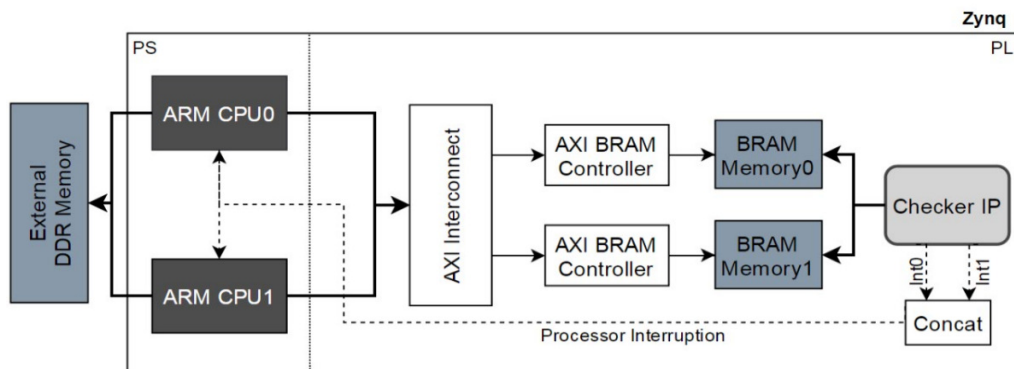 Zynq
PS
PL
External
DDR Memory
ARM CPU0
ARM CPU1
AXI Interconnect
AXI BRAM
Controller
BRAM
Memory0
AXI BRAM
Controller
BRAM
Memory1
Checker IP
Int0
Int1
Concat
Processor Interruption